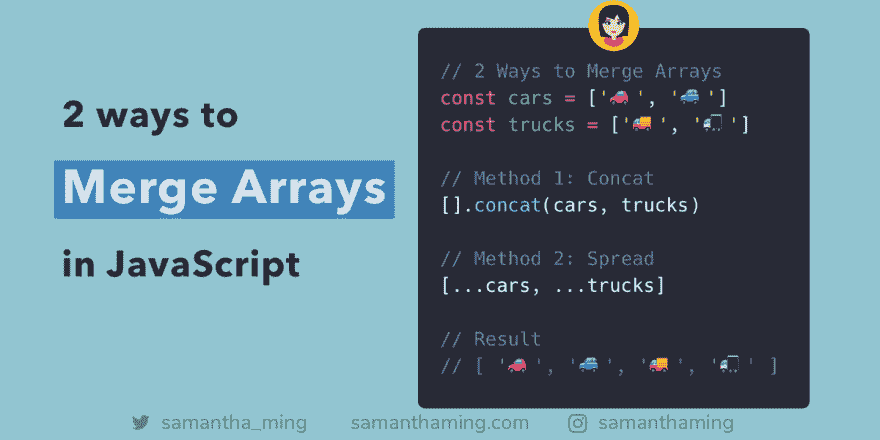 2 ways to
Merge Arrays
in JavaScript
// 2 Ways to Merge Arrays
const cars = ['🚗', '🚙']
const trucks = ['🚚', '🚛']
// Method 1: Concat
[].concat(cars, trucks)
// Method 2: Spread
[...cars, ...trucks]
// Result
// [ '🚗', '🚙', '🚚', '🚛' ]
samantha_ming samanthaming.com samanthaming